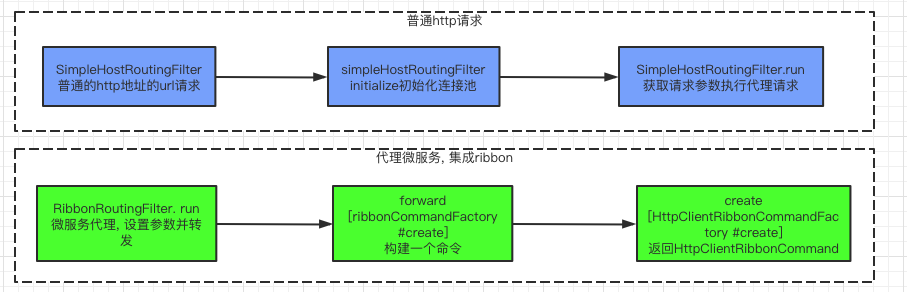 普通http请求
SimpleHostRoutingFilter
普通的http地址的url请求
simpleHostRoutingFilter
initialize初始化连接池
SimpleHostRoutingFilter.run
获取请求参数执行代理请求
代理微服务, 集成ribbon
RibbonRoutingFilter. run
微服务代理, 设置参数并转
发
forward
[ribbonCommandFactory
#create]
构建一个命令
create
[HttpClientRibbonCommandFac
tory #create]
返回HttpClientRibbonCommand